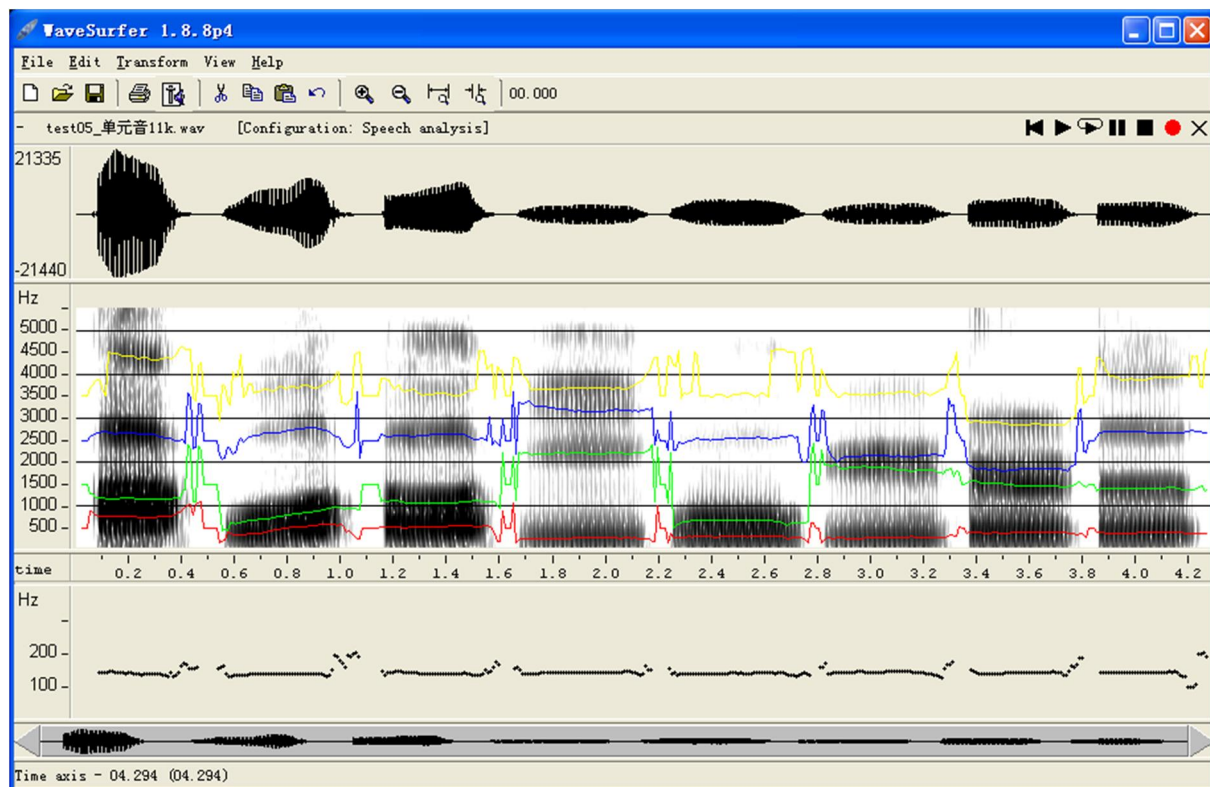 WaveSurfer 1.8.8p4
File Edit Transform View Help
00.000
- test05_单元音11k.wav [Configuration: Speech analysis]
21335
-21440
Hz
5000
4500
4000
3500
3000
2500
2000
1500
1000
500
time 0.2 0.4 0.6 0.8 1.0 1.2 1.4 1.6 1.8 2.0 2.2 2.4 2.6 2.8 3.0 3.2 3.4 3.6 3.8 4.0 4.2
Hz
200
100
Time axis - 04.294 (04.294)